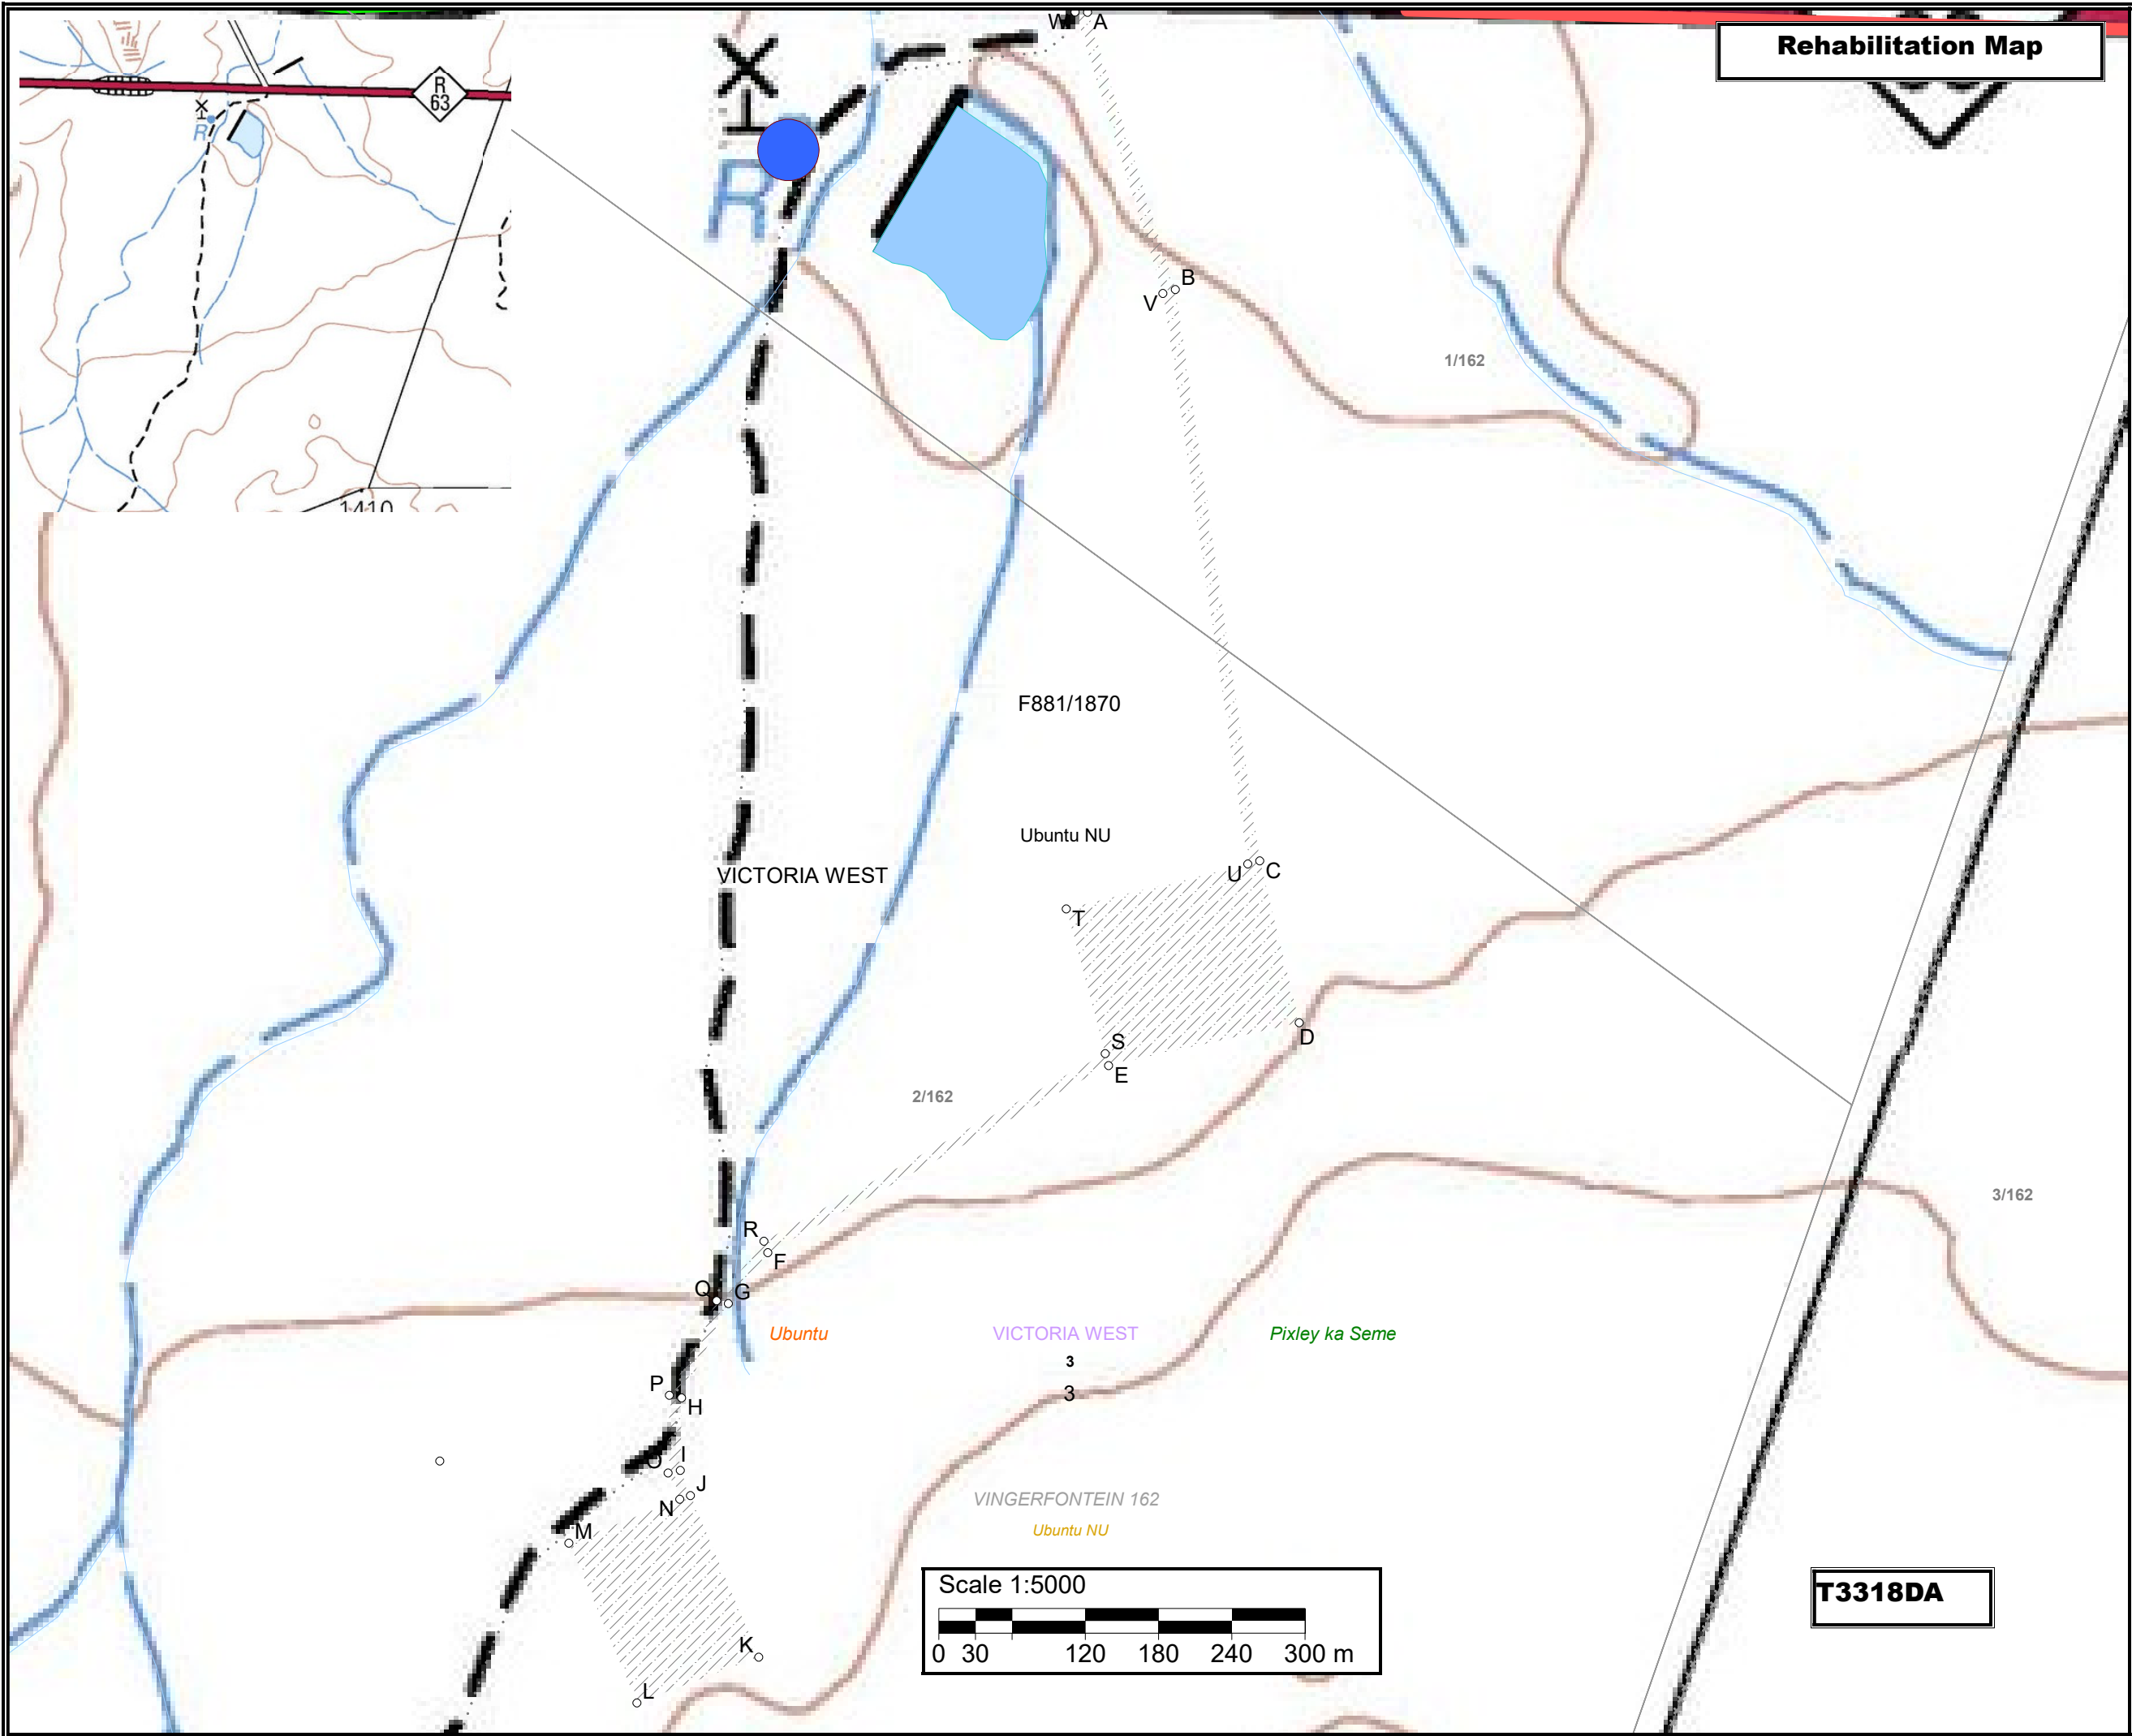 W A
Rehabilitation Map
R
63
R
R
B
V
1/162
1410
F881/1870
Ubuntu NU
VICTORIA WEST
U C
T
S
D
E
2/162
3/162
R
F
Q G
Ubuntu VICTORIA WEST Pixley ka Seme
3
3
P
H
O I
J
N
VINGERFONTEIN 162
M
Ubuntu NU
Scale 1:5000
0 30 120 180 240 300 m
T3318DA
K
L